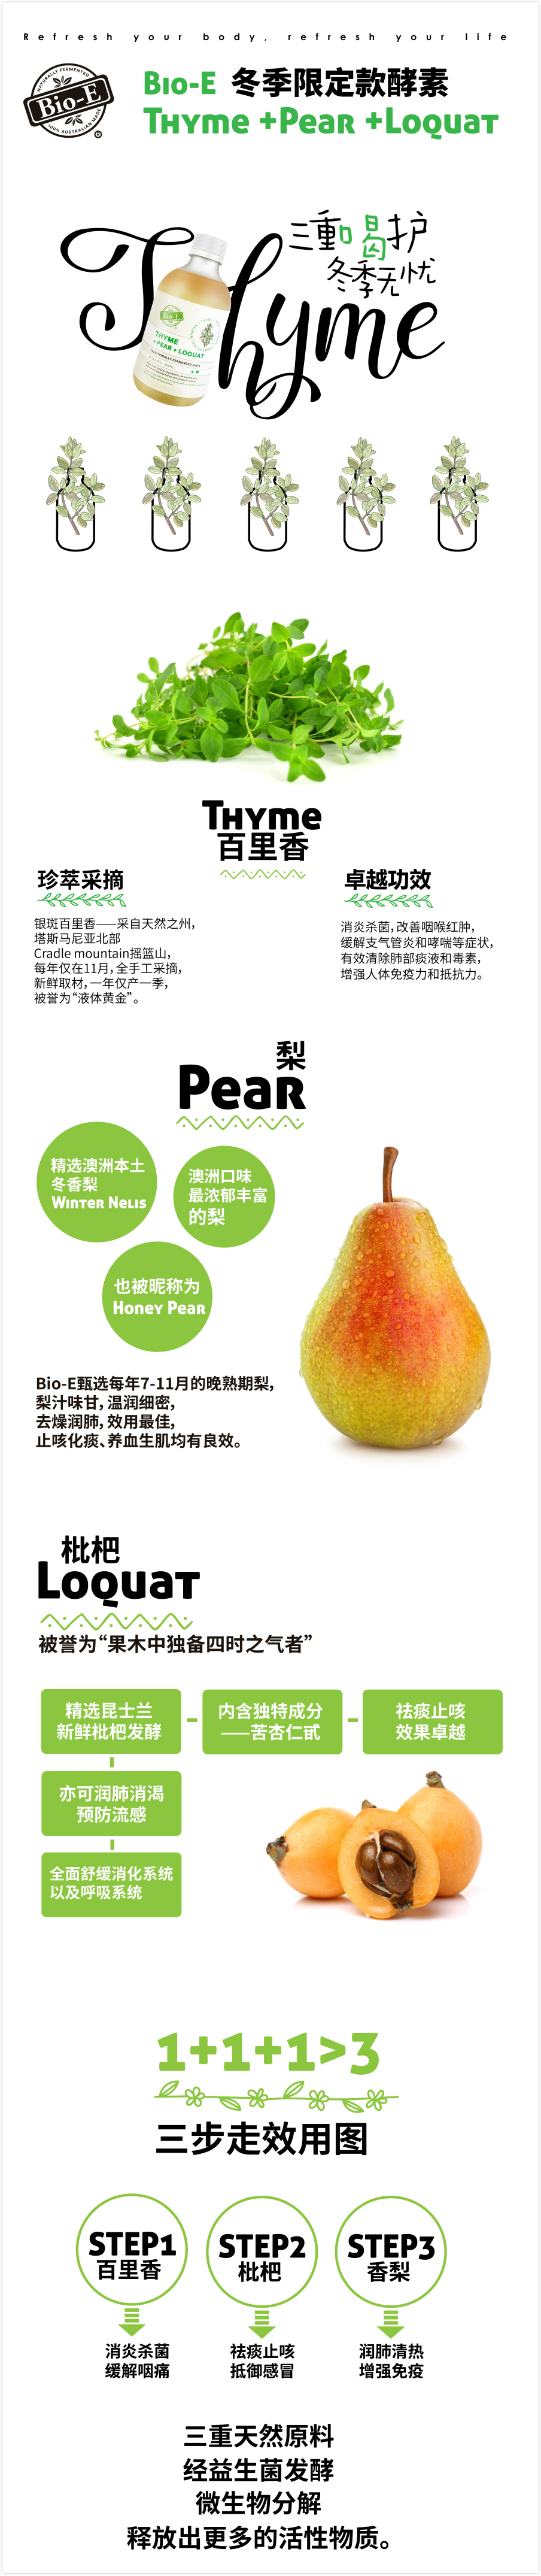 Refresh your body, refresh your life
NATURALLY FERMENTED
Bio-E
100% AUSTRALIAN MADE
®
Bio-E 冬季限定款酵素
Thyme +Pear +Loquat
三重喝护
冬季无忧
Thyme
Bio-E
THYME
+ PEAR + LOQUAT
Thyme
百里香
珍萃采摘
银斑百里香——采自天然之州,
塔斯马尼亚北部
Cradle mountain摇篮山,
每年仅在11月, 全手工采摘,
新鲜取材, 一年仅产一季,
被誉为“液体黄金”。
卓越功效
消炎杀菌, 改善咽喉红肿,
缓解支气管炎和哮喘等症状,
有效清除肺部痰液和毒素,
增强人体免疫力和抵抗力。
梨
Pear
精选澳洲本土
冬香梨
Winter Nelis
澳洲口味
最浓郁丰富
的梨
也被昵称为
Honey Pear
Bio-E甄选每年7-11月的晚熟期梨,
梨汁味甘, 温润细密,
去燥润肺, 效用最佳,
止咳化痰、养血生肌均有良效。
枇杷
Loquat
被誉为“果木中独备四时之气者”
精选昆士兰
新鲜枇杷发酵
内含独特成分
——苦杏仁甙
祛痰止咳
效果卓越
亦可润肺消渴
预防流感
全面舒缓消化系统
以及呼吸系统
1+1+1>3
三步走效用图
STEP1
百里香
STEP2
枇杷
STEP3
香梨
消炎杀菌
缓解咽痛
祛痰止咳
抵御感冒
润肺清热
增强免疫
三重天然原料
经益生菌发酵
微生物分解
释放出更多的活性物质。